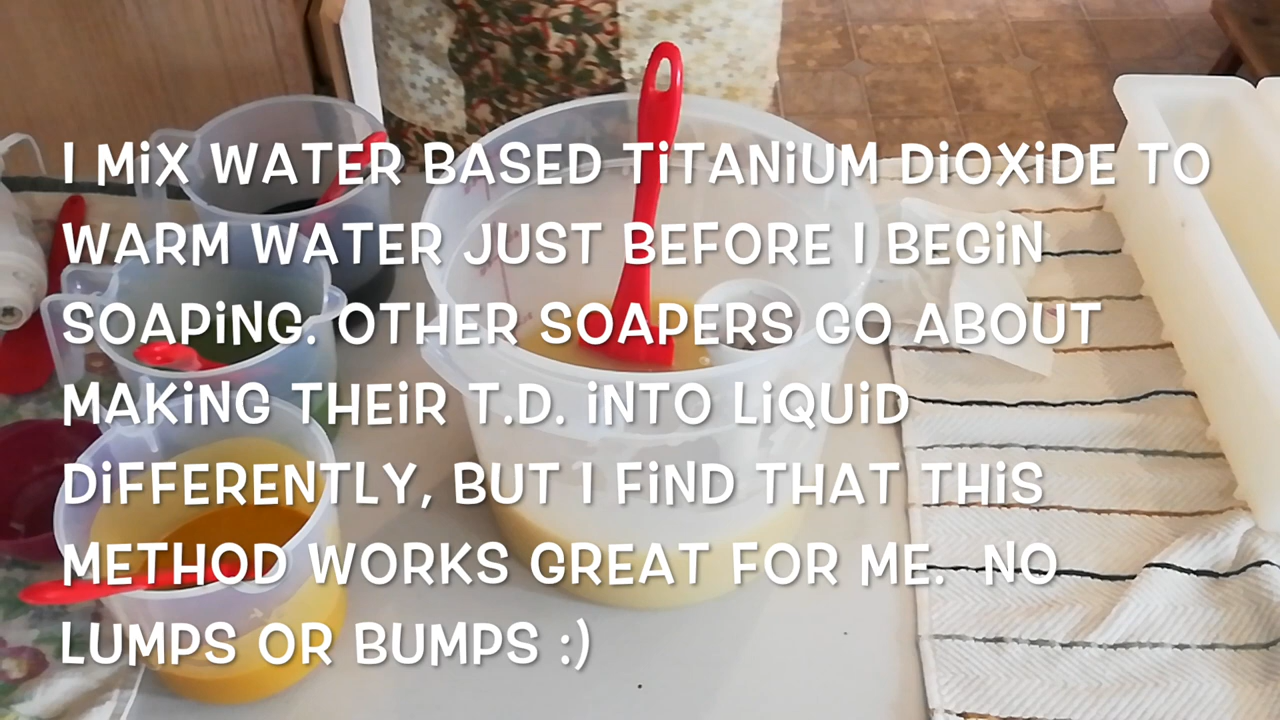 I MiX WATER BASED TiTANiUM DiOXiDE TO
WARM WATER JUST BEFORE I BEGiN
SOAPiNG. OTHER SOAPERS GO ABOUT
MAKiNG THEiR T.D. iNTO LiQUiD
DiFFERENTLY, BUT I FiND THAT THiS
METHOD WORKS GREAT FOR ME. NO
LUMPS OR BUMPS :)